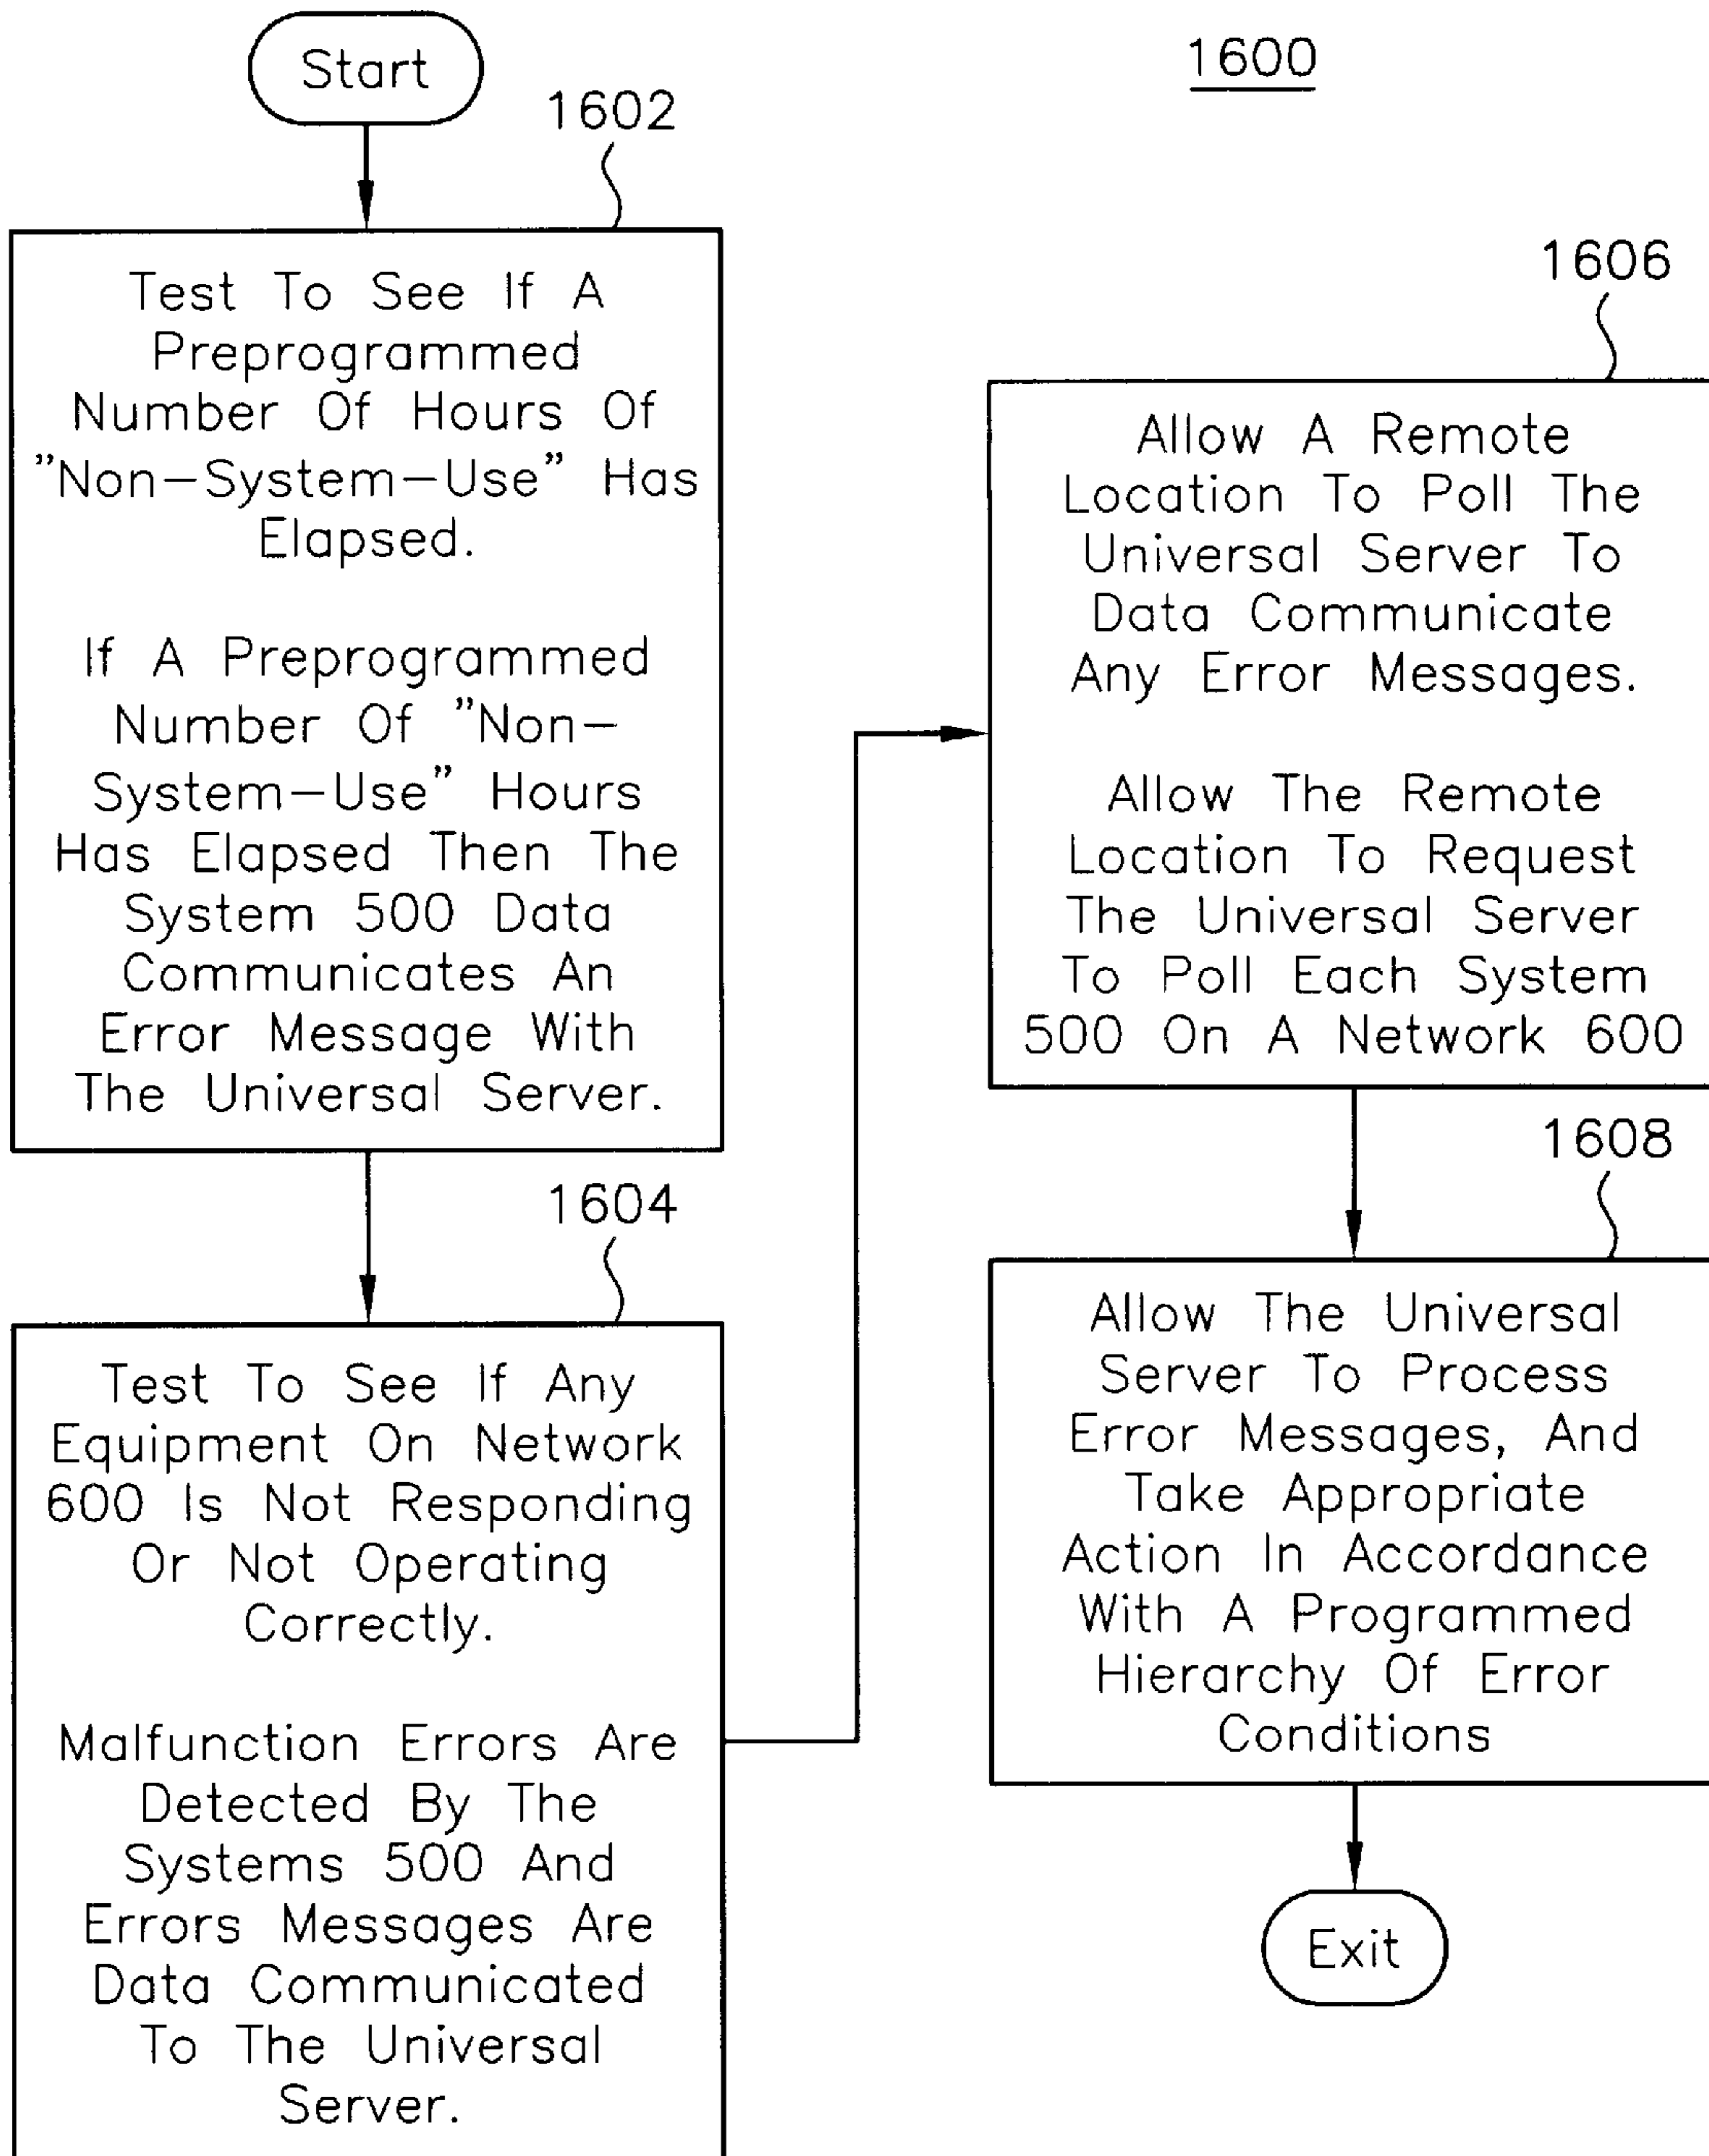 Start
1600
1602
Test To See If A
Preprogrammed
Number Of Hours Of
"Non-System-Use" Has
Elapsed.
If A Preprogrammed
Number Of "Non-
System-Use" Hours
Has Elapsed Then The
System 500 Data
Communicates An
Error Message With
The Universal Server.
1604
Test To See If Any
Equipment On Network
600 Is Not Responding
Or Not Operating
Correctly.
Malfunction Errors Are
Detected By The
Systems 500 And
Errors Messages Are
Data Communicated
To The Universal
Server.
1606
Allow A Remote
Location To Poll The
Universal Server To
Data Communicate
Any Error Messages.
Allow The Remote
Location To Request
The Universal Server
To Poll Each System
500 On A Network 600
1608
Allow The Universal
Server To Process
Error Messages, And
Take Appropriate
Action In Accordance
With A Programmed
Hierarchy Of Error
Conditions
Exit